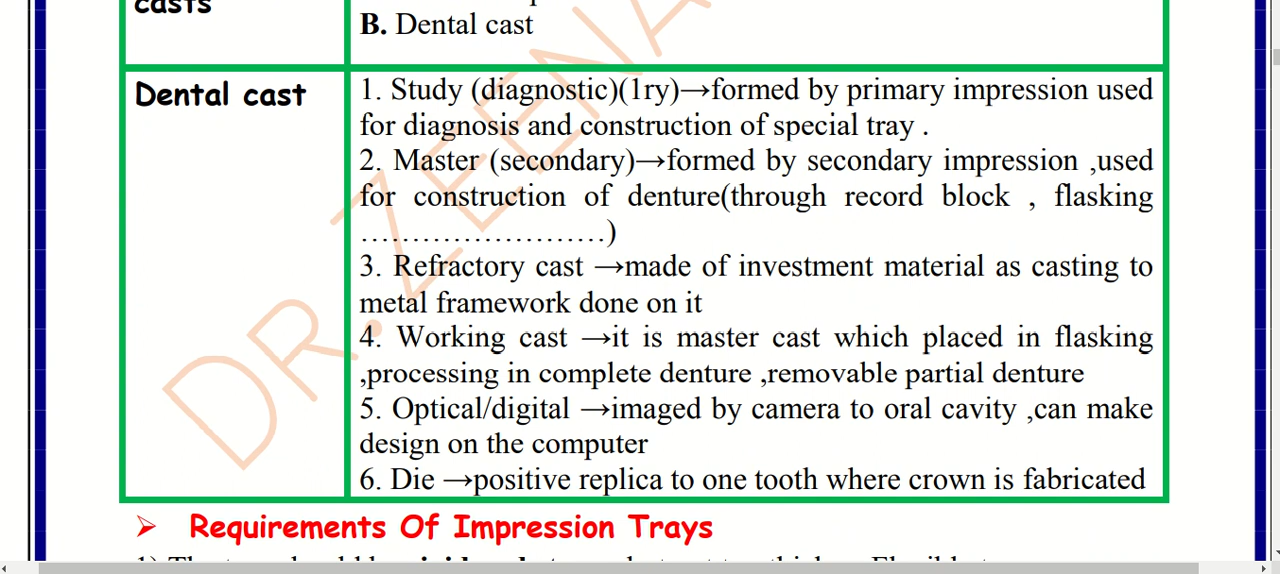 casts
B. Dental cast
Dental cast
1. Study (diagnostic)(1ry)→formed by primary impression used
for diagnosis and construction of special tray .
2. Master (secondary)→formed by secondary impression ,used
for construction of denture(through record block , flasking
……………………)
3. Refractory cast →made of investment material as casting to
metal framework done on it
4. Working cast →it is master cast which placed in flasking
,processing in complete denture ,removable partial denture
5. Optical/digital →imaged by camera to oral cavity ,can make
design on the computer
6. Die →positive replica to one tooth where crown is fabricated
DR.ZEENA
➢ Requirements Of Impression Trays